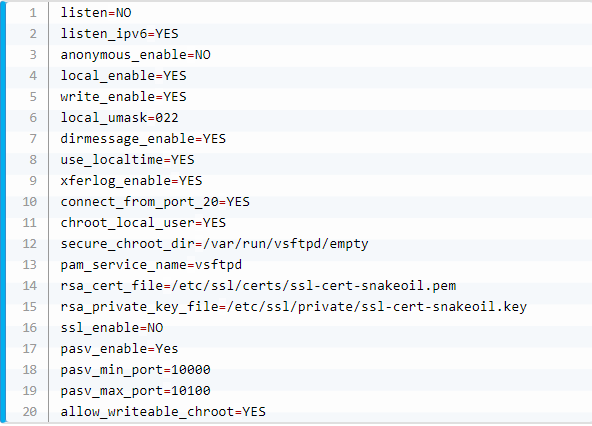 1 listen=NO
2 listen_ipv6=YES
3 anonymous_enable=NO
4 local_enable=YES
5 write_enable=YES
6 local_umask=022
7 dirmessage_enable=YES
8 use_localtime=YES
9 xferlog_enable=YES
10 connect_from_port_20=YES
11 chroot_local_user=YES
12 secure_chroot_dir=/var/run/vsftpd/empty
13 pam_service_name=vsftpd
14 rsa_cert_file=/etc/ssl/certs/ssl-cert-snakeoil.pem
15 rsa_private_key_file=/etc/ssl/private/ssl-cert-snakeoil.key
16 ssl_enable=NO
17 pasv_enable=Yes
18 pasv_min_port=10000
19 pasv_max_port=10100
20 allow_writeable_chroot=YES